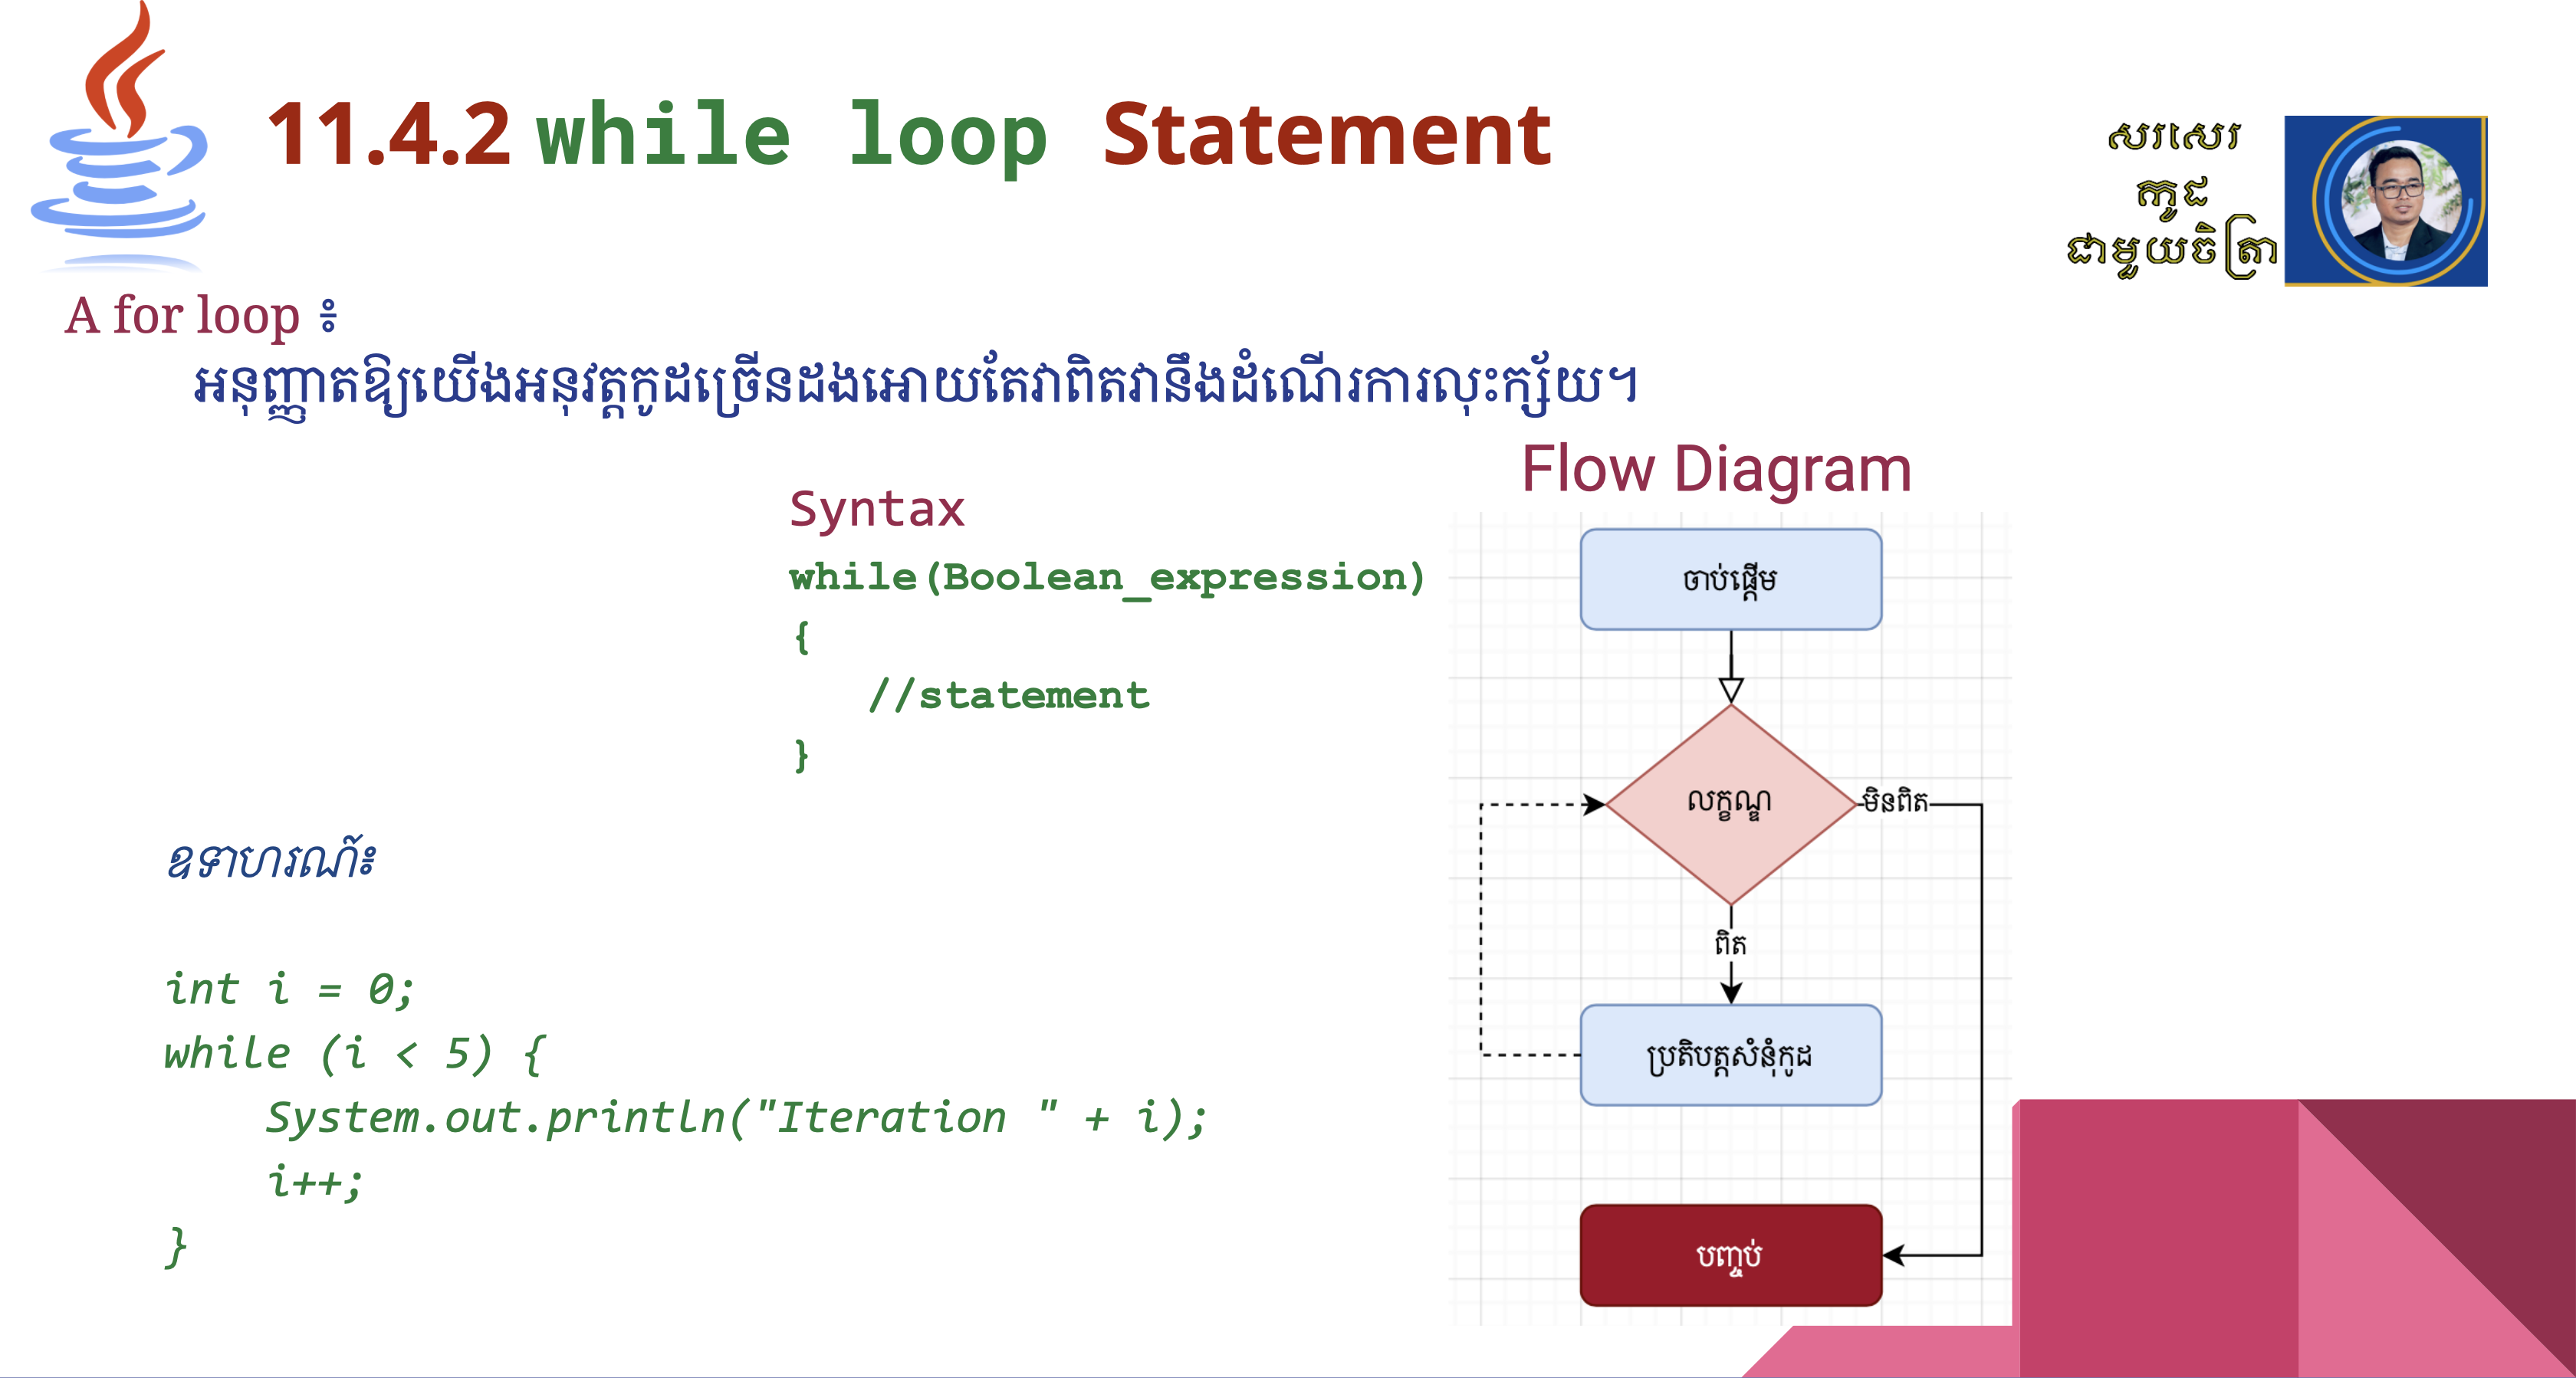 11.4.2 while loop Statement
សរសេរ
កូដ
ជាមួយចិត្រា
A for loop ៖
អនុញ្ញាតឱ្យយើងអនុវត្តកូដច្រើនដងអោយតែវាពិតវានឹងដំណើរការលុះក្ស័យ។
Syntax
while(Boolean_expression)
{
//statement
}
ឧទាហរណ៍៖
int i = 0;
while (i < 5) {
System.out.println("Iteration " + i);
i++;
}
Flow Diagram
ចាប់ផ្តើម
លក្ខណ្ឌ
មិនពិត
ពិត
ប្រតិបត្តសំនុំកូដ
បញ្ចប់